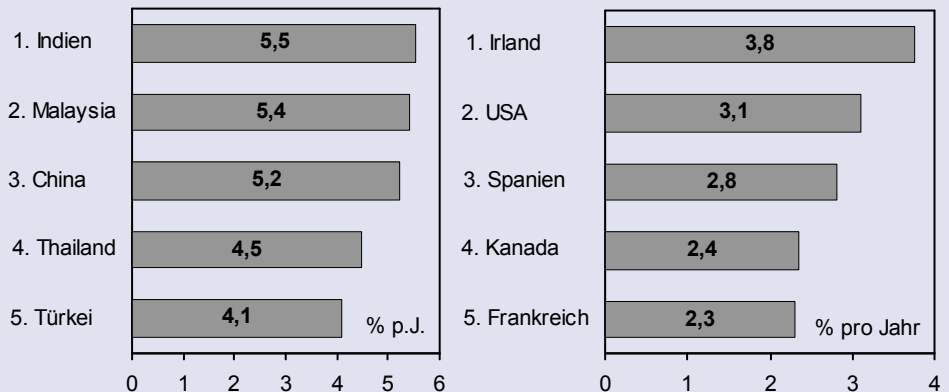 1. Indien 5,5
2. Malaysia 5,4
3. China 5,2
4. Thailand 4,5
5. Türkei 4,1 % p.J.
0 1 2 3 4 5 6
1. Irland 3,8
2. USA 3,1
3. Spanien 2,8
4. Kanada 2,4
5. Frankreich 2,3 % pro Jahr
0 1 2 3 4